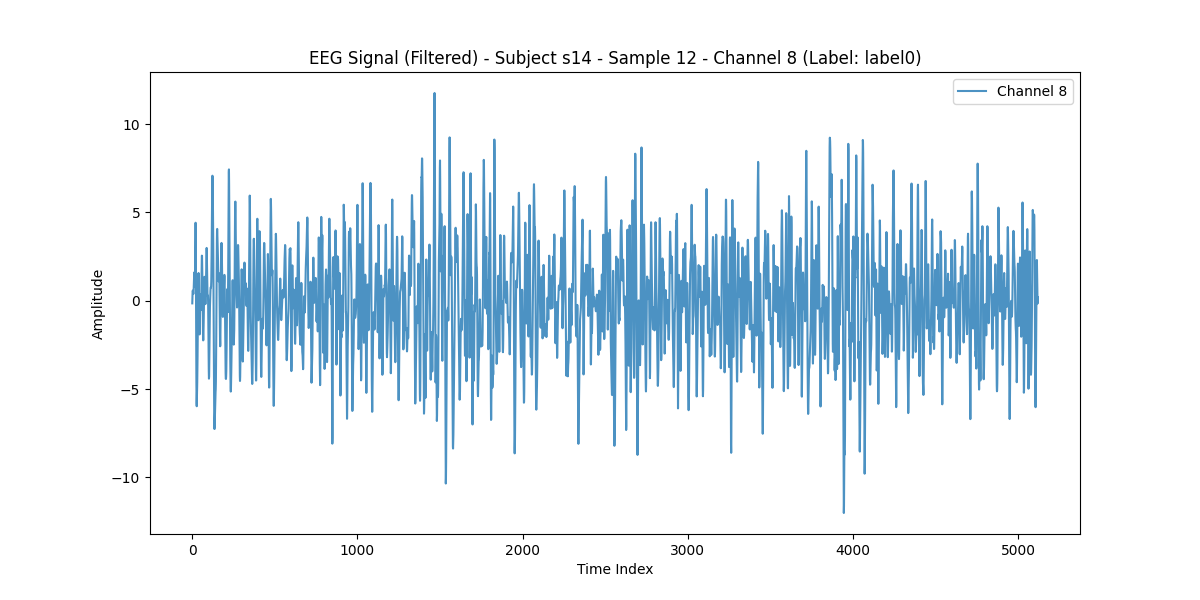 EEG Signal (Filtered) - Subject s14 - Sample 12 - Channel 8 (Label: label0)
Channel 8
10
5
0
−5
−10
Amplitude
0 1000 2000 3000 4000 5000
Time Index